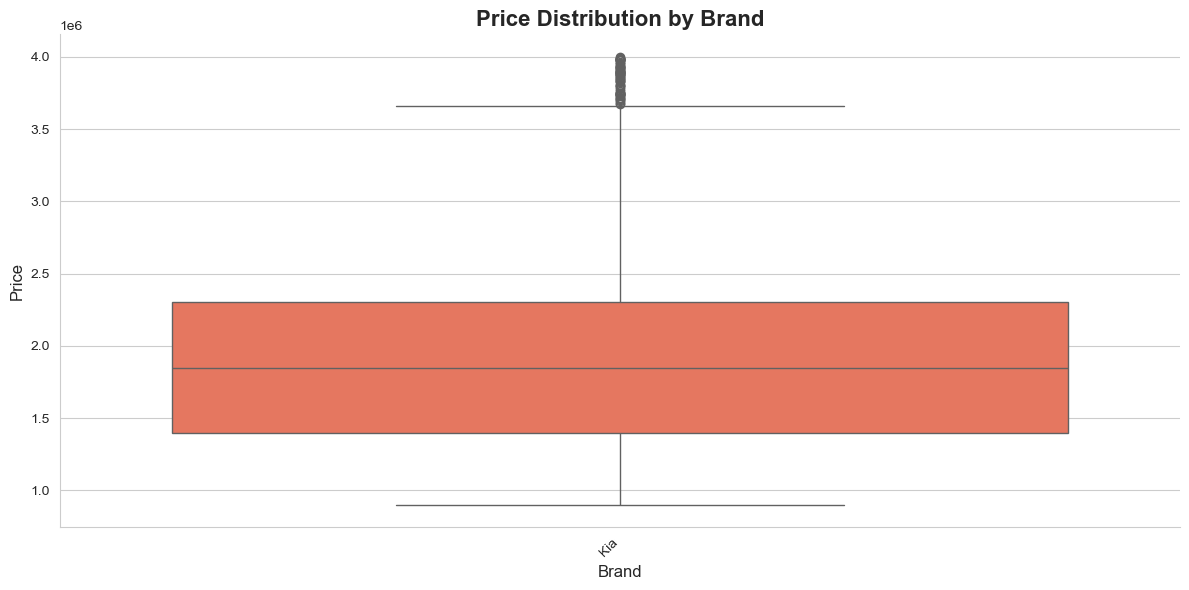 Price Distribution by Brand
1e6
4.0
3.5
3.0
2.5
2.0
1.5
1.0
Price
Kia
Brand